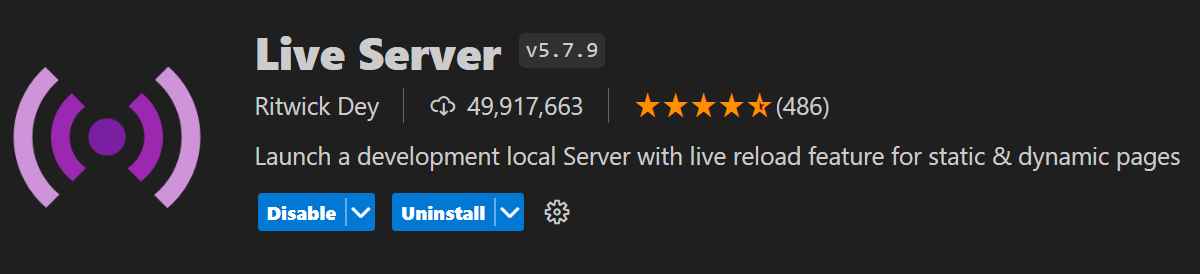 Live Server v5.7.9
Ritwick Dey 49,917,663 (486)
Launch a development local Server with live reload feature for static & dynamic pages
Disable Uninstall